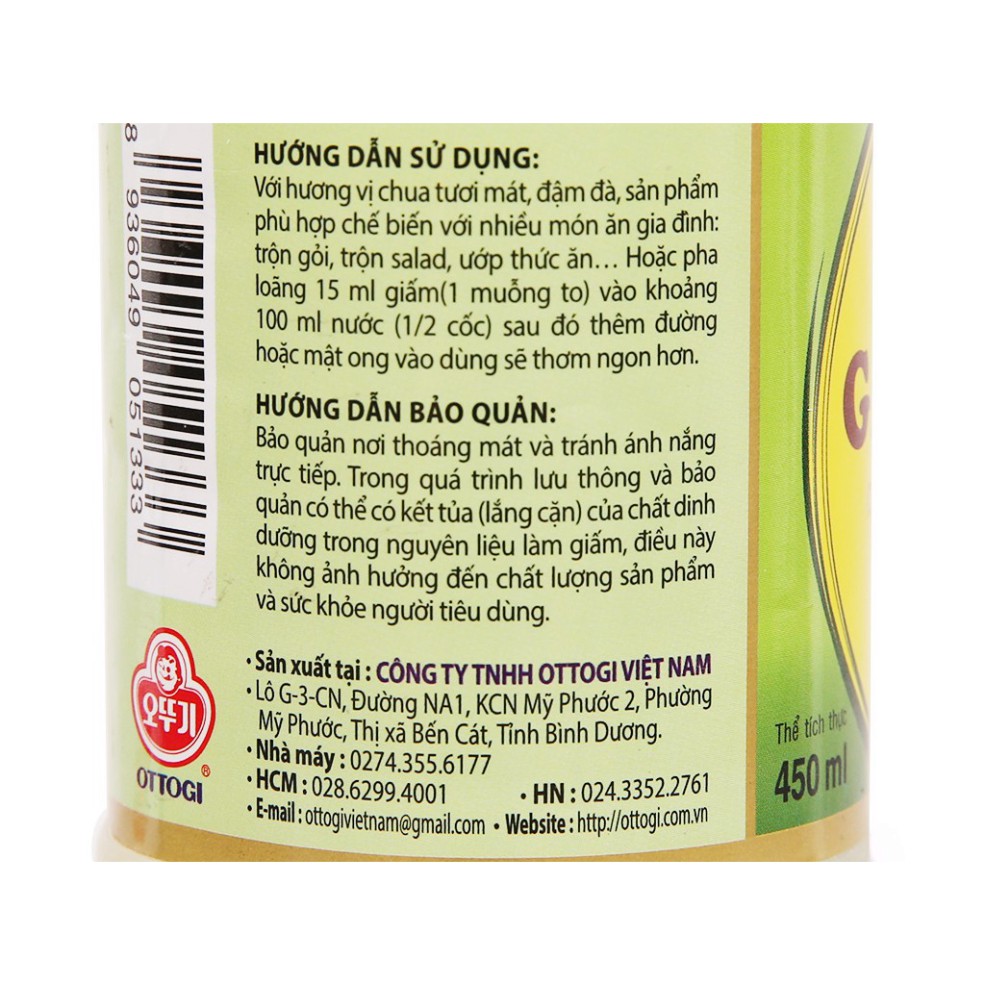 8 936049 051333
HƯỚNG DẪN SỬ DỤNG:
Với hương vị chua tươi mát, đậm đà, sản phẩm
phù hợp chế biến với nhiều món ăn gia đình:
trộn gỏi, trộn salad, ướp thức ăn... Hoặc pha
loãng 15 ml giấm(1 muỗng to) vào khoảng
100 ml nước (1/2 cốc) sau đó thêm đường
hoặc mật ong vào dùng sẽ thơm ngon hơn.
HƯỚNG DẪN BẢO QUẢN:
Bảo quản nơi thoáng mát và tránh ánh nắng
trực tiếp. Trong quá trình lưu thông và bảo
quản có thể có kết tủa (lắng cặn) của chất dinh
dưỡng trong nguyên liệu làm giấm, điều này
không ảnh hưởng đến chất lượng sản phẩm
và sức khỏe người tiêu dùng.
• Sản xuất tại : CÔNG TY TNHH OTTOGI VIỆT NAM
• Lô G-3-CN, Đường NA1, KCN Mỹ Phước 2, Phường
Mỹ Phước, Thị xã Bến Cát, Tỉnh Bình Dương.
• Nhà máy : 0274.355.6177
• HCM : 028.6299.4001 • HN : 024.3352.2761
• E-mail : ottogivietnam@gmail.com • Website : http://ottogi.com.vn
오뚜기
OTTOGI ®
G
Thể tích thực
450 ml